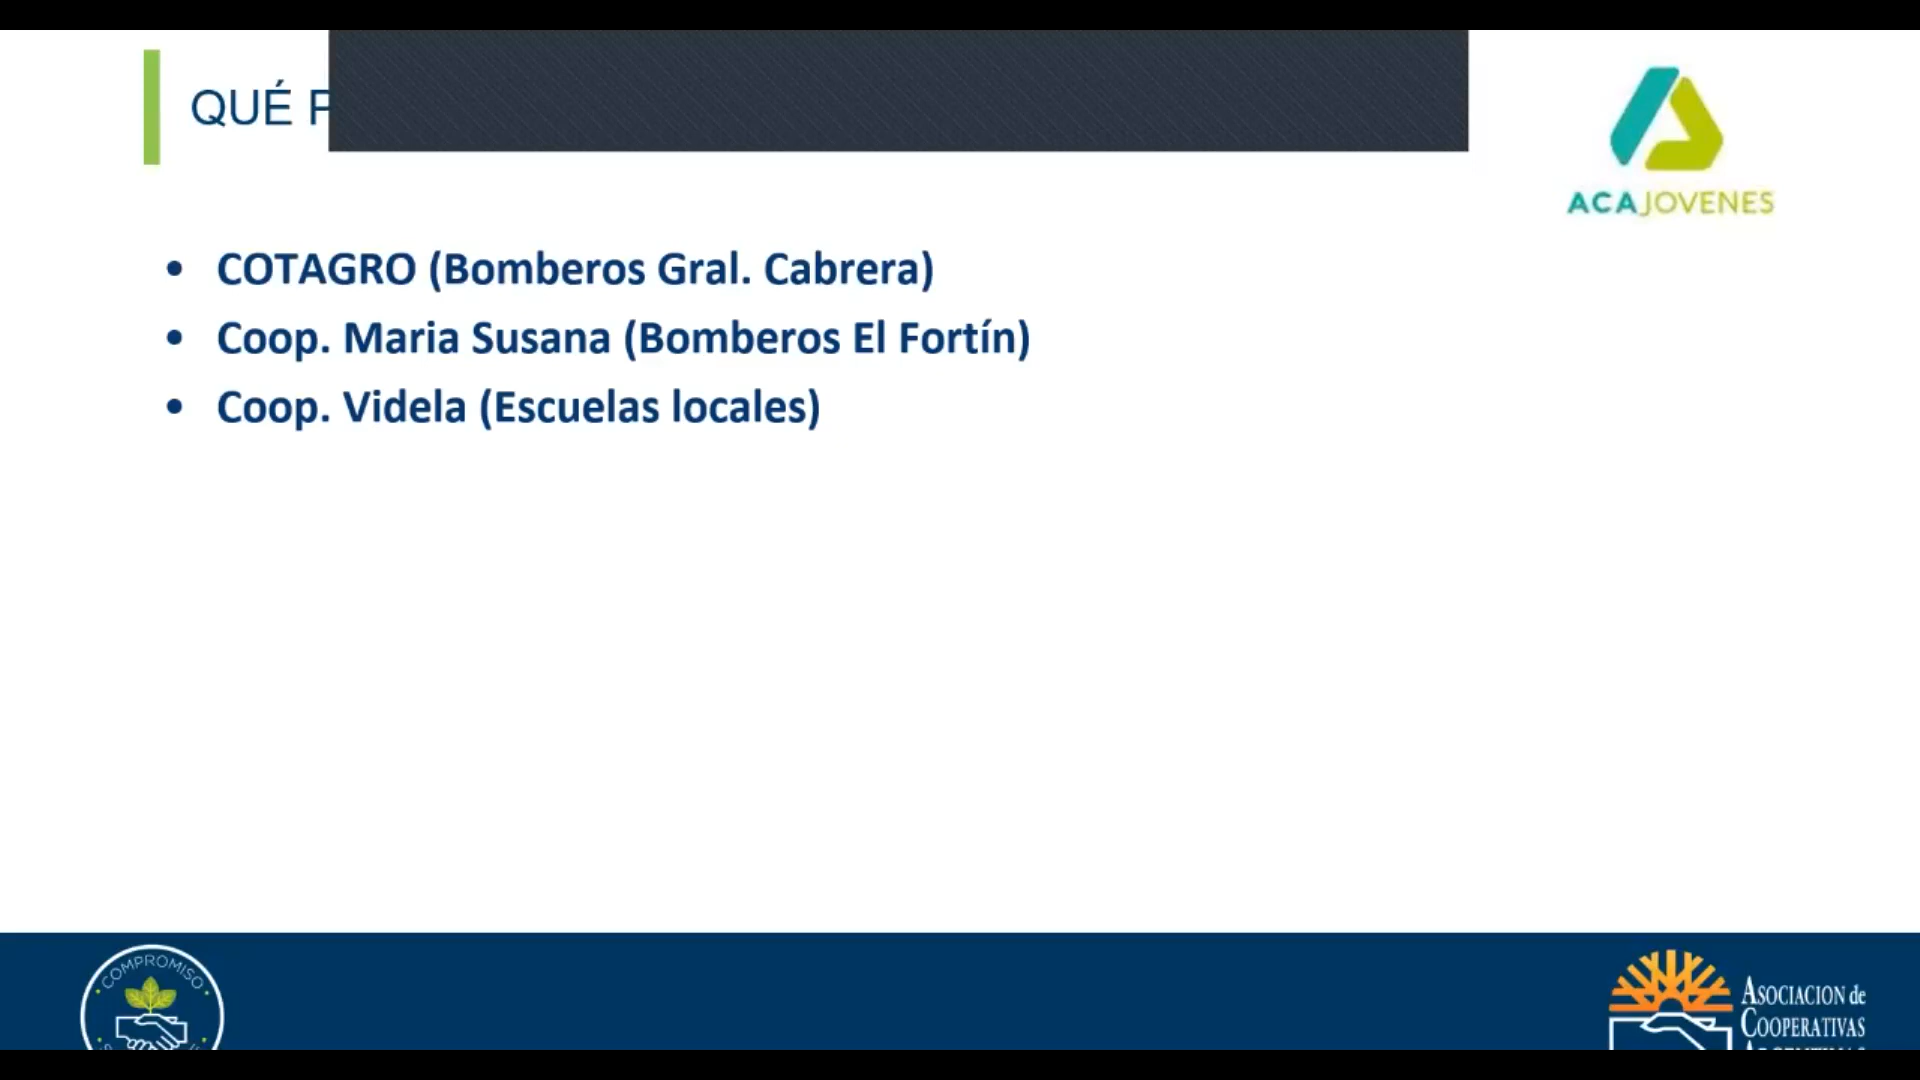 QUÉ
ACAJOVENES
• COTAGRO (Bomberos Gral. Cabrera)
• Coop. Maria Susana (Bomberos El Fortín)
• Coop. Videla (Escuelas locales)
COMPROMISO
ASOCIACION de
COOPERATIVAS